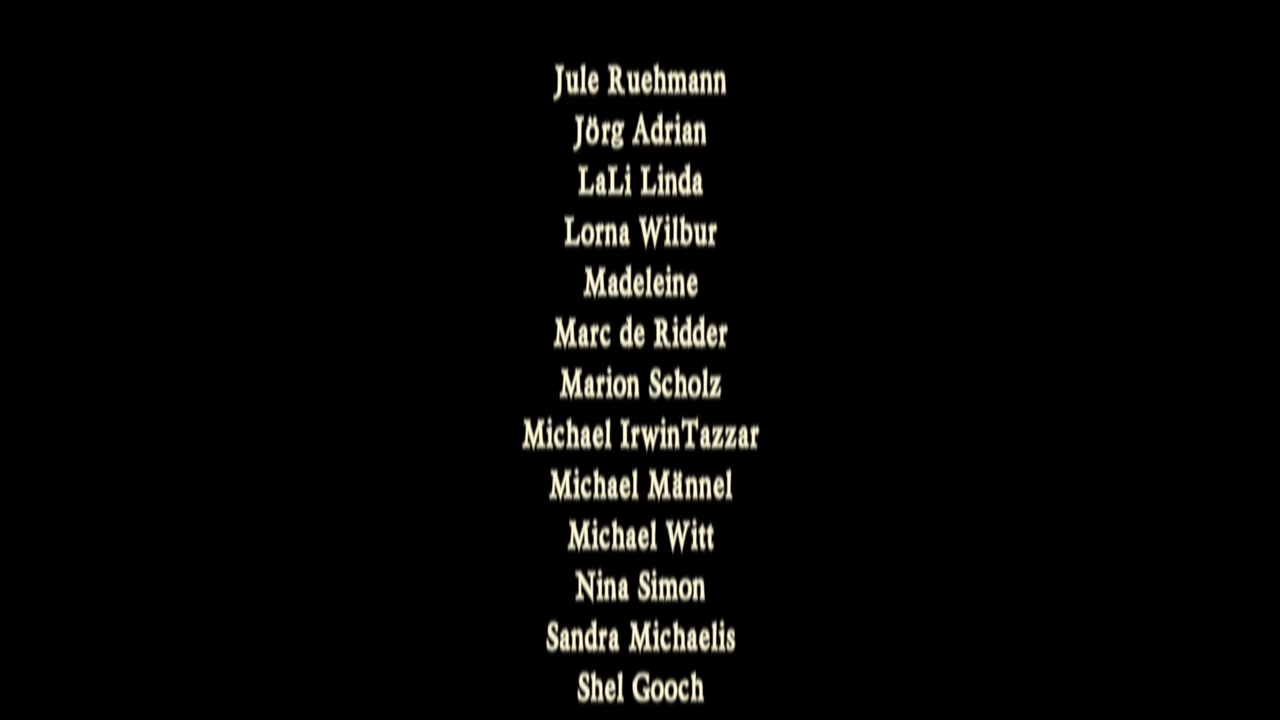 Jule Ruehmann
Jörg Adrian
LaLi Linda
Lorna Wilbur
Madeleine
Marc de Ridder
Marion Scholz
Michael IrwinTazzar
Michael Männel
Michael Witt
Nina Simon
Sandra Michaelis
Shel Gooch